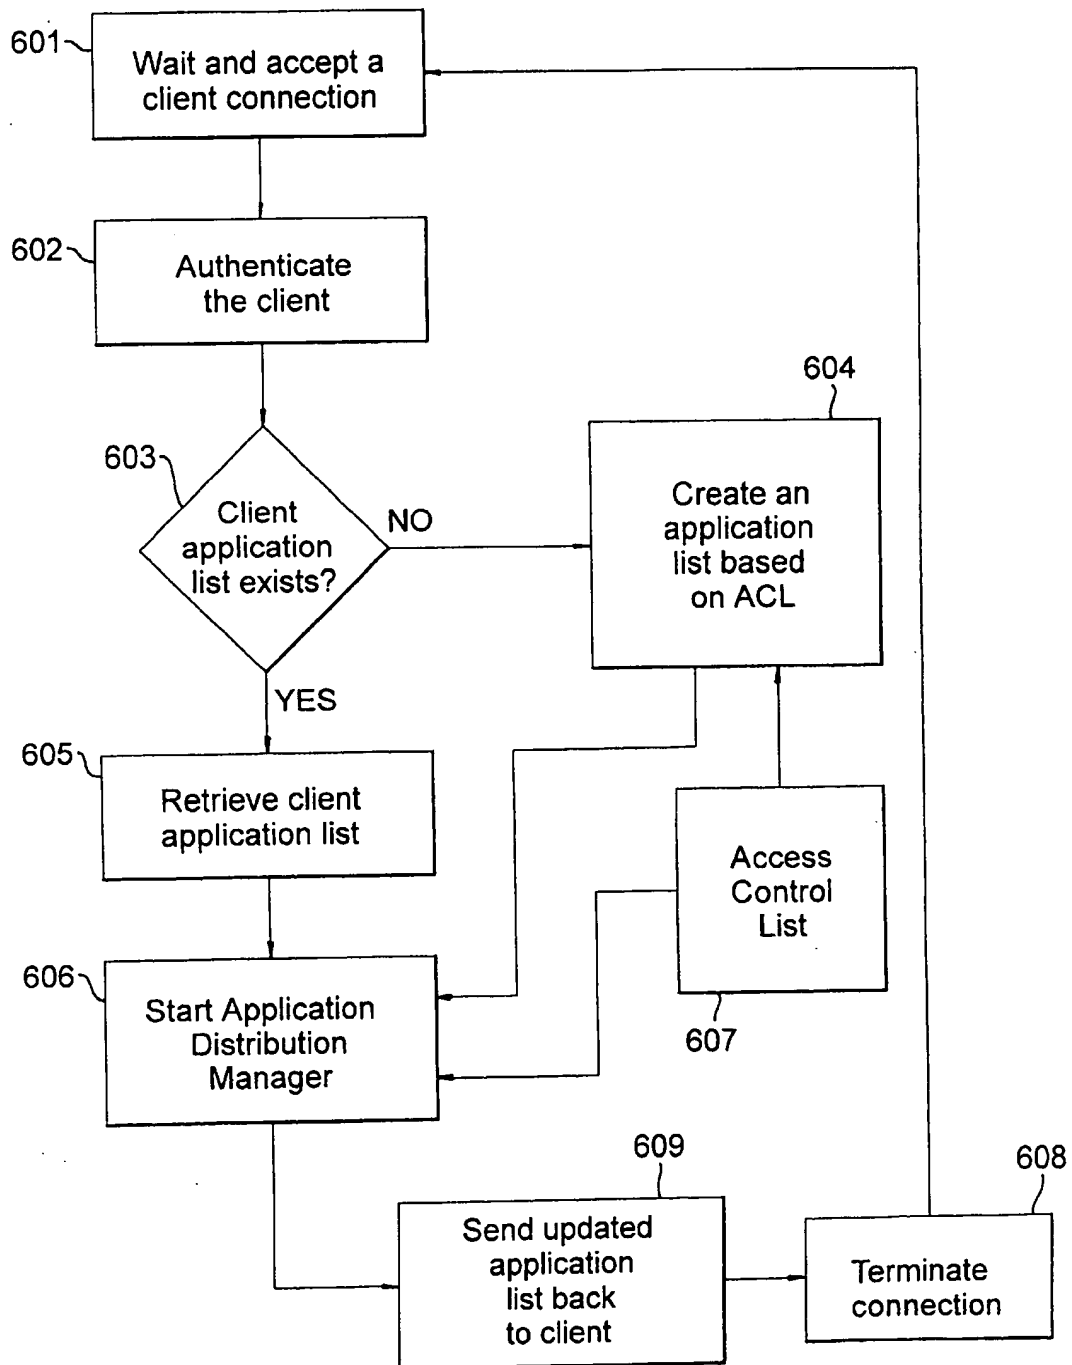 601
Wait and accept a
client connection
602
Authenticate
the client
603
Client
application
list exists?
NO
YES
604
Create an
application
list based
on ACL
605
Retrieve client
application list
Access
Control
List
607
606
Start Application
Distribution
Manager
609
Send updated
application
list back
to client
608
Terminate
connection